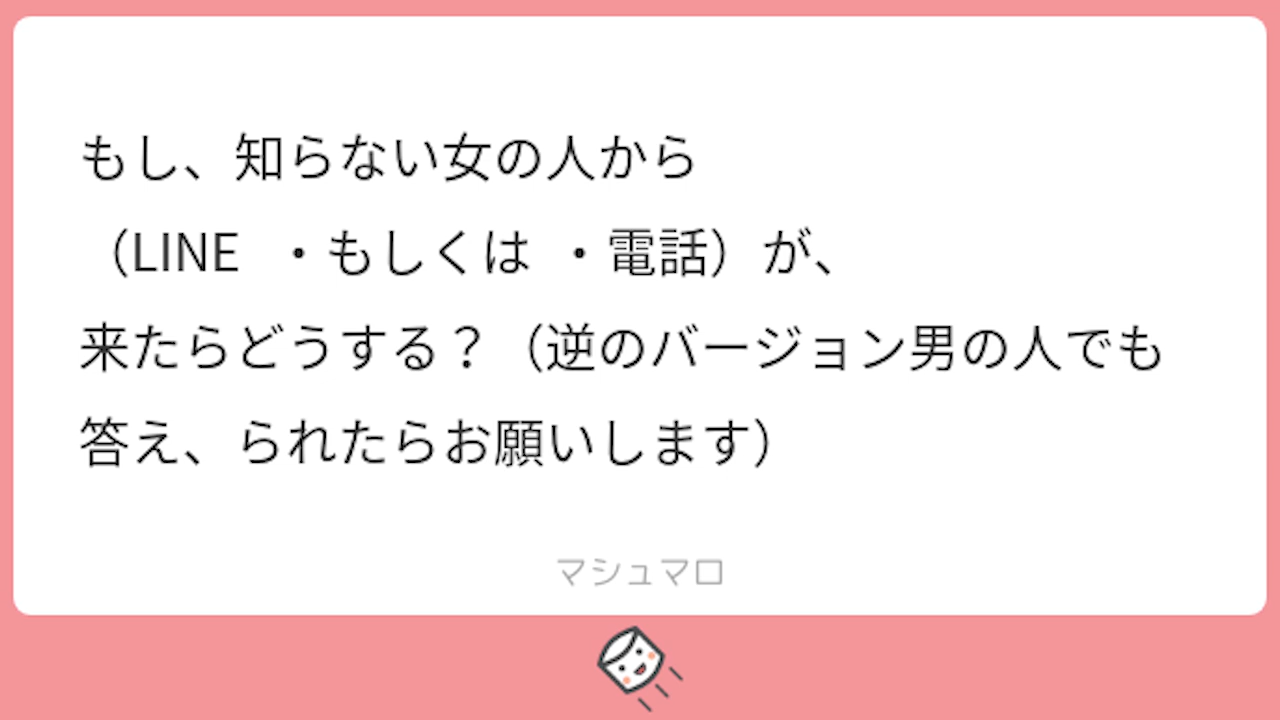 もし、知らない女の人から
（LINE ・もしくは ・電話）が、
来たらどうする？（逆のバージョン男の人でも
答え、られたらお願いします）
マシュマロ